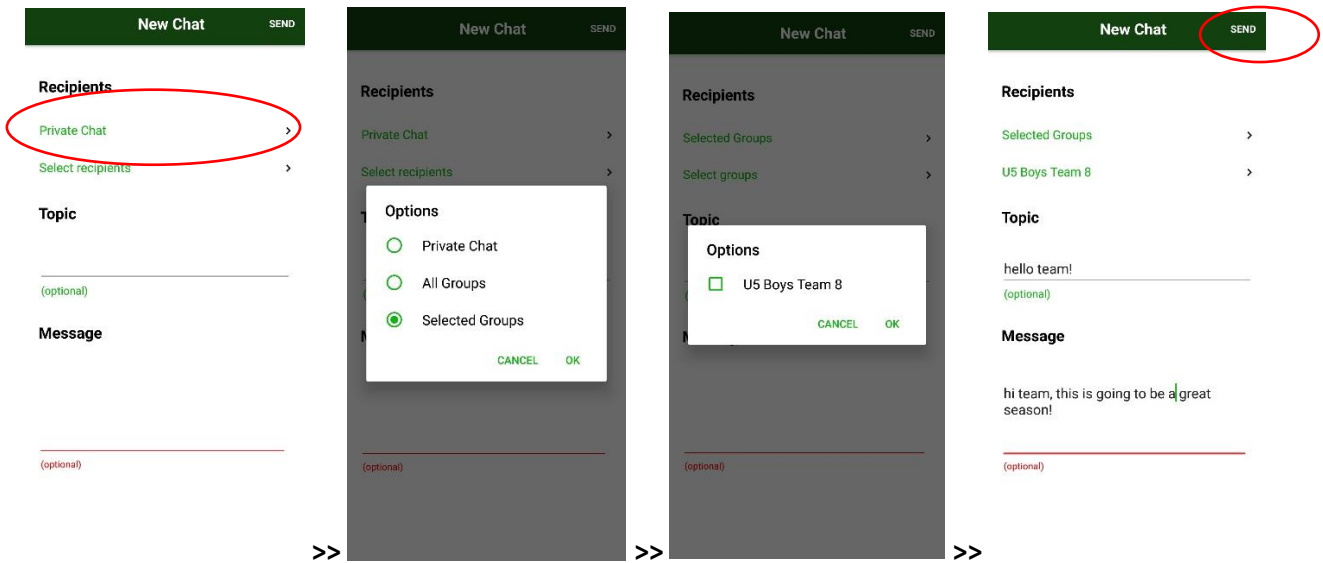 New Chat SEND
Recipients
Private Chat >
Select recipients >
Topic
(optional)
Message
(optional)
>>
New Chat SEND
Recipients
Private Chat >
Select recipients >
Options
Private Chat
All Groups
Selected Groups
CANCEL OK
(optional)
>>
New Chat SEND
Recipients
Selected Groups >
Select groups >
Topic
Options
U5 Boys Team 8
CANCEL OK
(optional)
>>
New Chat SEND
Recipients
Selected Groups >
U5 Boys Team 8 >
Topic
hello team!
(optional)
Message
hi team, this is going to be a great
season!
(optional)